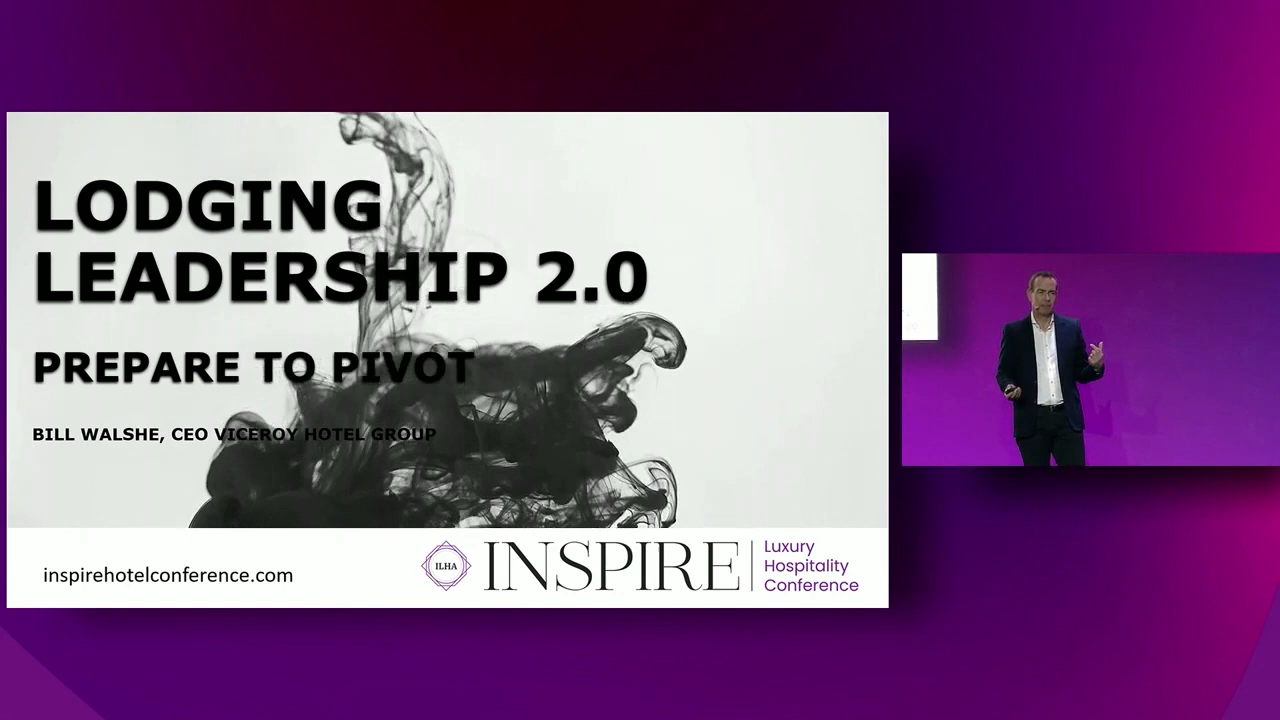 LODGING
LEADERSHIP 2.0
PREPARE TO PIVOT
BILL WALSHE, CEO VICEROY HOTEL GROUP
inspirehotelconference.com
ILHA
INSPIRE
Luxury
Hospitality
Conference